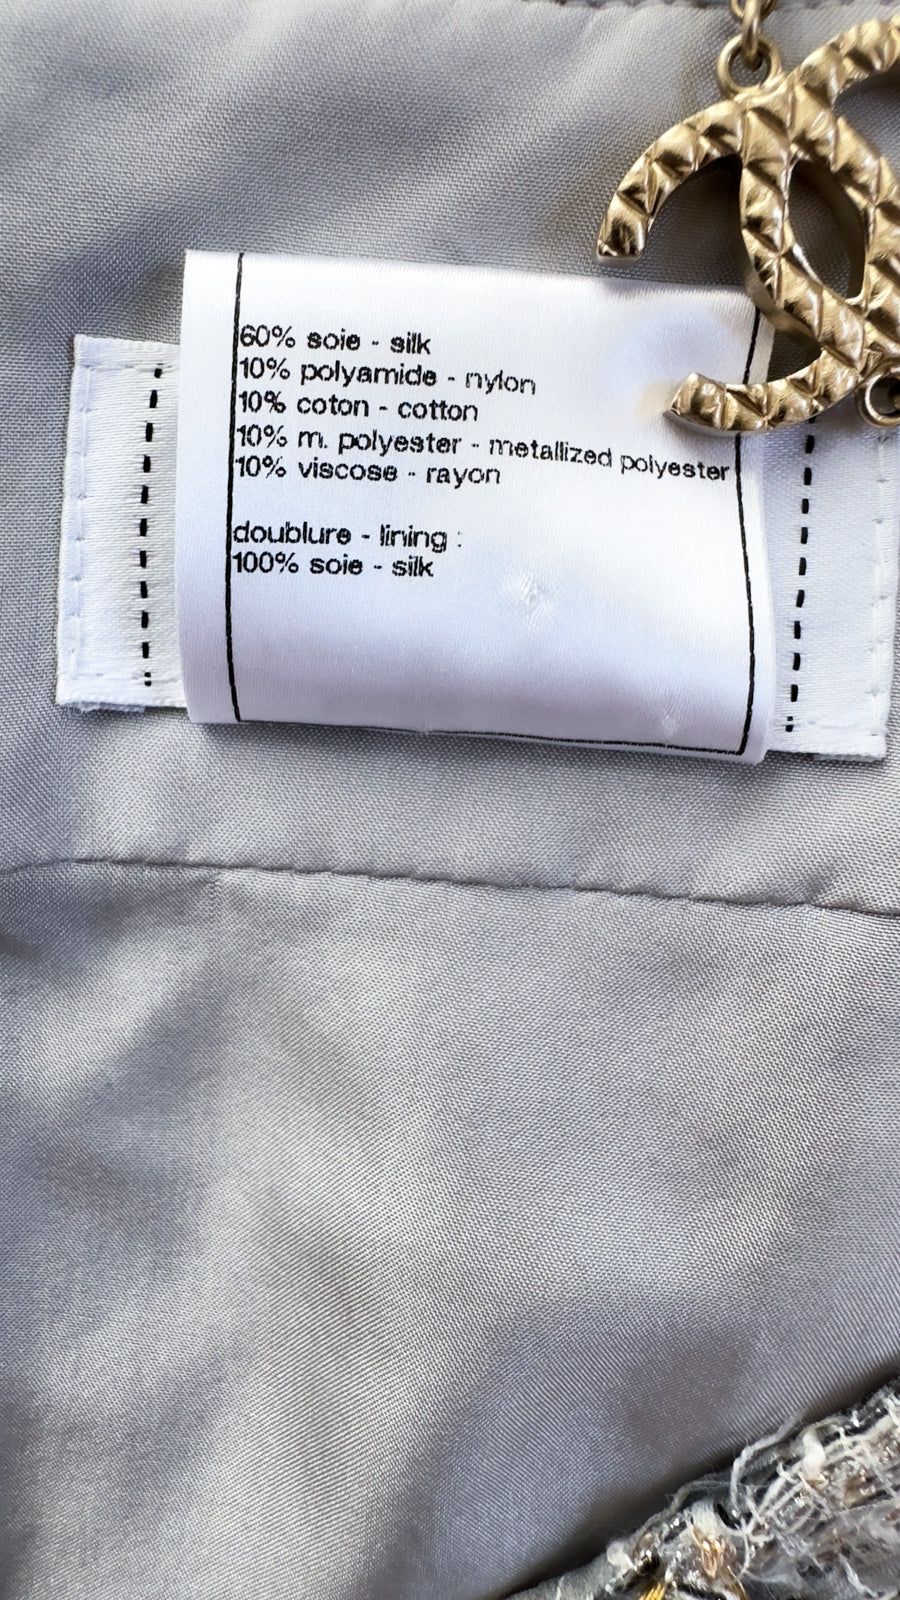 60% soie - silk
10% polyamide - nylon
10% coton - cotton
10% m. polyester - metallized polyester
10% viscose - rayon
doublure - lining :
100% soie - silk